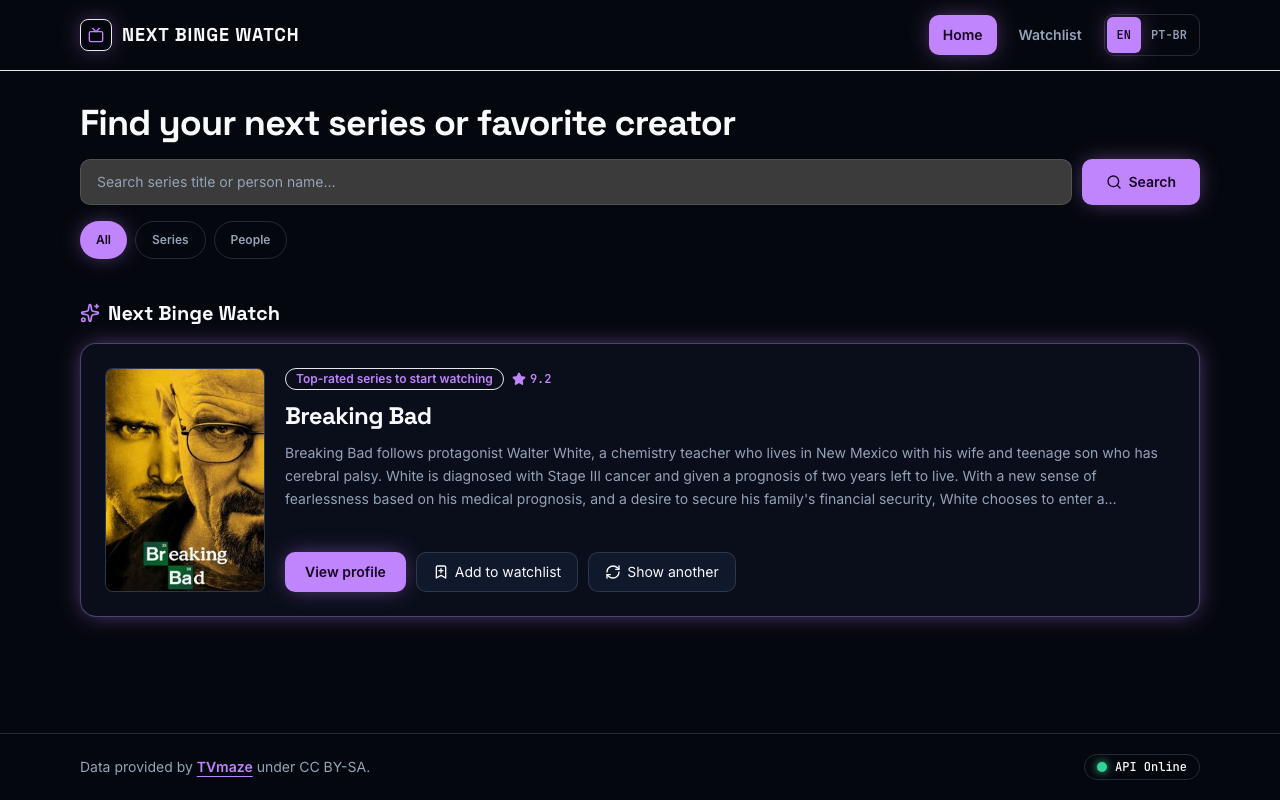 NEXT BINGE WATCH
Home
Watchlist
EN
PT-BR
Find your next series or favorite creator
Search series title or person name...
Search
All
Series
People
Next Binge Watch
Top-rated series to start watching
9.2
Breaking Bad
Breaking Bad follows protagonist Walter White, a chemistry teacher who lives in New Mexico with his wife and teenage son who has
cerebral palsy. White is diagnosed with Stage III cancer and given a prognosis of two years left to live. With a new sense of
fearlessness based on his medical prognosis, and a desire to secure his family's financial security, White chooses to enter a...
Breaking
Bad
View profile
Add to watchlist
Show another
Data provided by TVmaze under CC BY-SA.
API Online